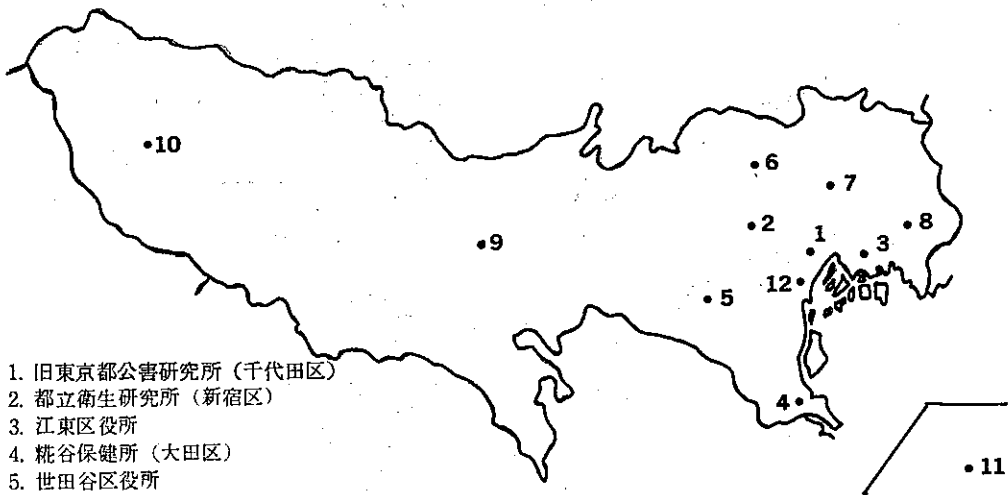 10
6
7
2
8
9
1
3
12
5
1. 旧東京都公害研究所（千代田区）
2. 都立衛生研究所（新宿区）
3. 江東区役所
4. 糀谷保健所（大田区）
5. 世田谷区役所
4
11